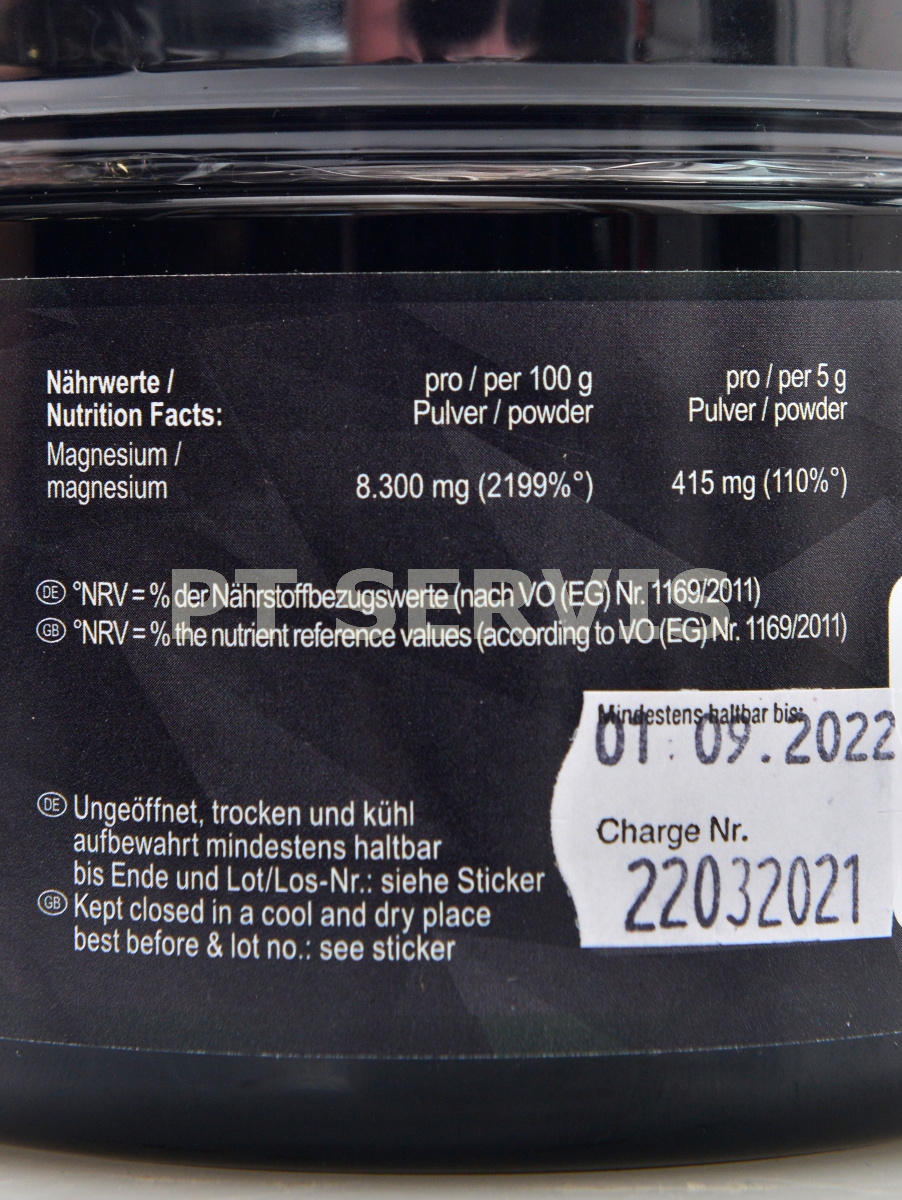 Nährwerte /
Nutrition Facts:
pro / per 100 g
Pulver / powder
pro / per 5 g
Pulver / powder
Magnesium /
magnesium
8.300 mg (2199%°)
415 mg (110%°)
DE °NRV = % der Nährstoffbezugswerte (nach VO (EG) Nr. 1169/2011)
GB °NRV = % the nutrient reference values (according to VO (EG) Nr. 1169/2011)
PT SERVIS
Mindestens haltbar bis:
01. 09.2022
Charge Nr.
22032021
DE Ungeöffnet, trocken und kühl
aufbewahrt mindestens haltbar
bis Ende und Lot/Los-Nr.: siehe Sticker
GB Kept closed in a cool and dry place
best before & lot no.: see sticker